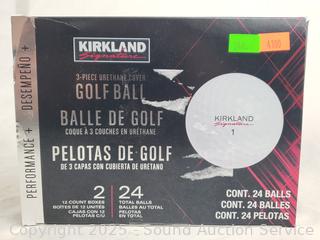 KIRKLAND
Signature
3-PIECE URETHANE COVER
GOLF BALL
BALLE DE GOLF
COQUE À 3 COUCHES EN URÉTHANE
PELOTAS DE GOLF
DE 3 CAPAS CON CUBIERTA DE URETANO
2
12 COUNT BOXES
BOÎTES DE 12 UNITÉS
CAJAS CON 12
PELOTAS C/U
24
TOTAL BALLS
BALLES AU TOTAL
PELOTAS
EN TOTAL
PERFORMANCE + DESEMPEÑO +
KIRKLAND
Signature
1
CONT. 24 BALLS
CONT. 24 BALLES
CONT. 24 PELOTAS
Copyright 2025 - Sound Auction Service